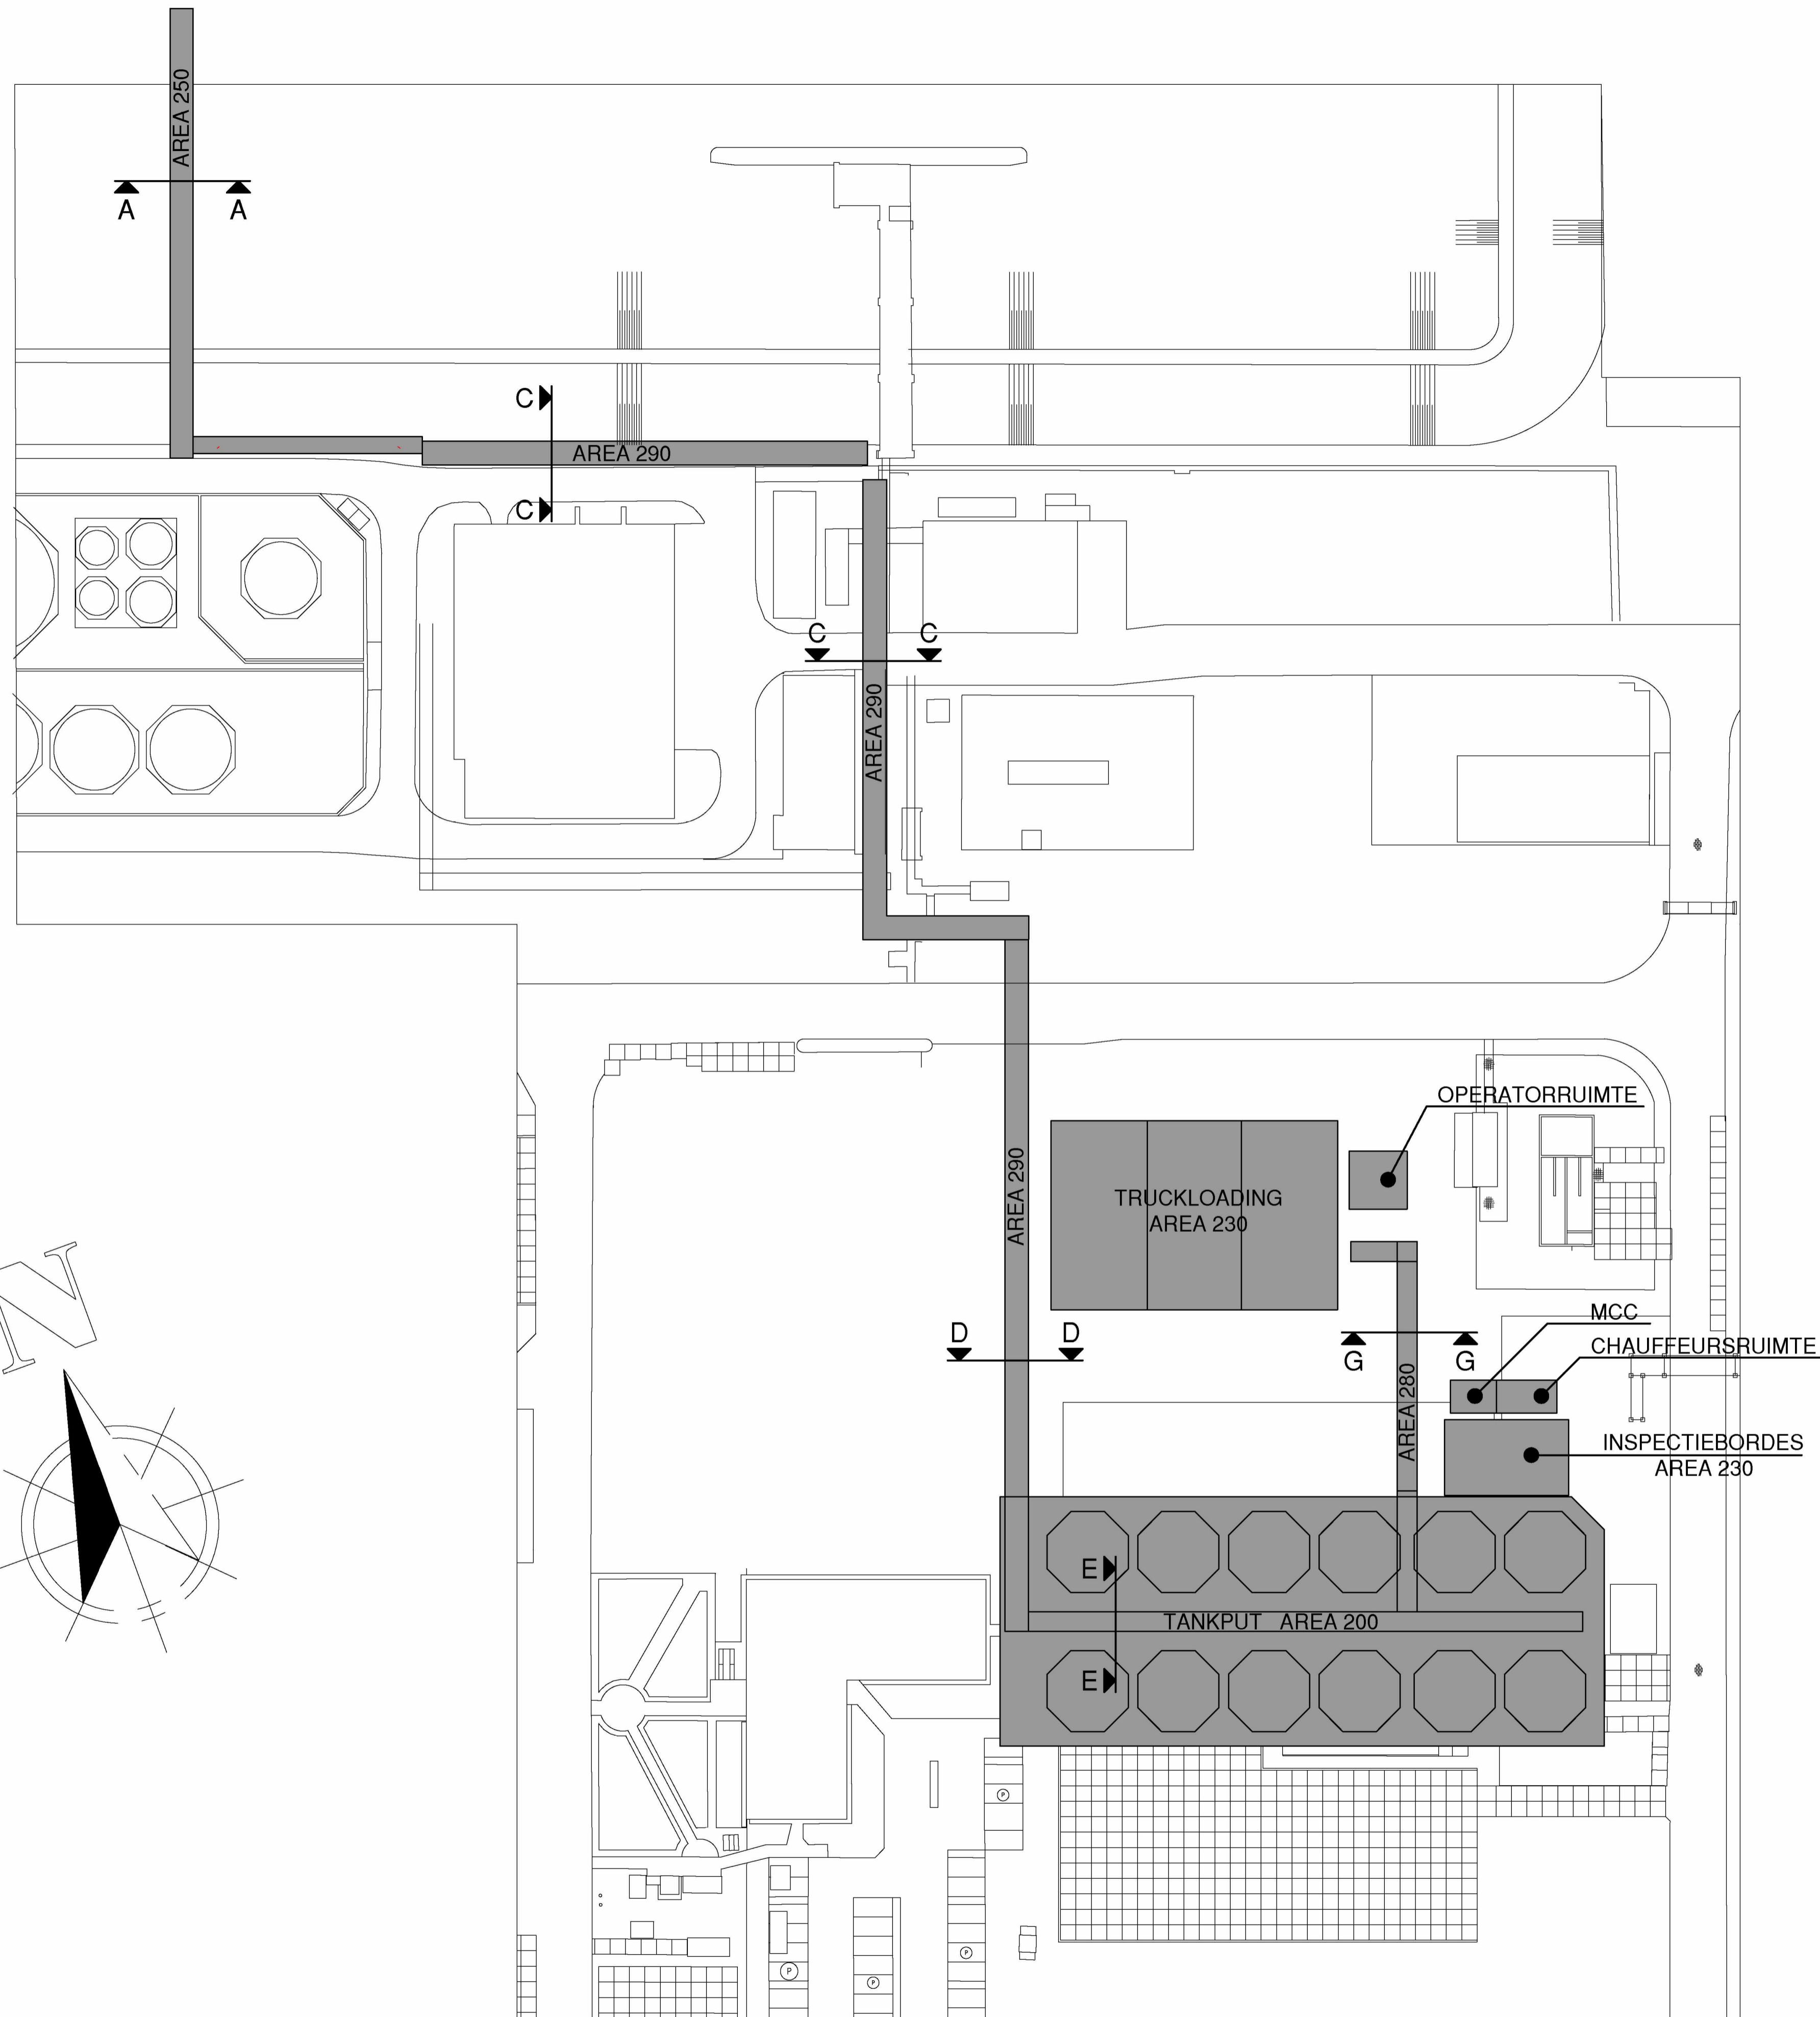 AREA 250
A
A
C
AREA 290
C
C
C
AREA 290
OPERATORRUIMTE
AREA 290
TRUCKLOADING
AREA 230
N
MCC
D
D
CHAUFFEURSRUIMTE
G
G
AREA 280
INSPECTIEBORDES
AREA 230
E
TANKPUT AREA 200
E
P
P
P
P